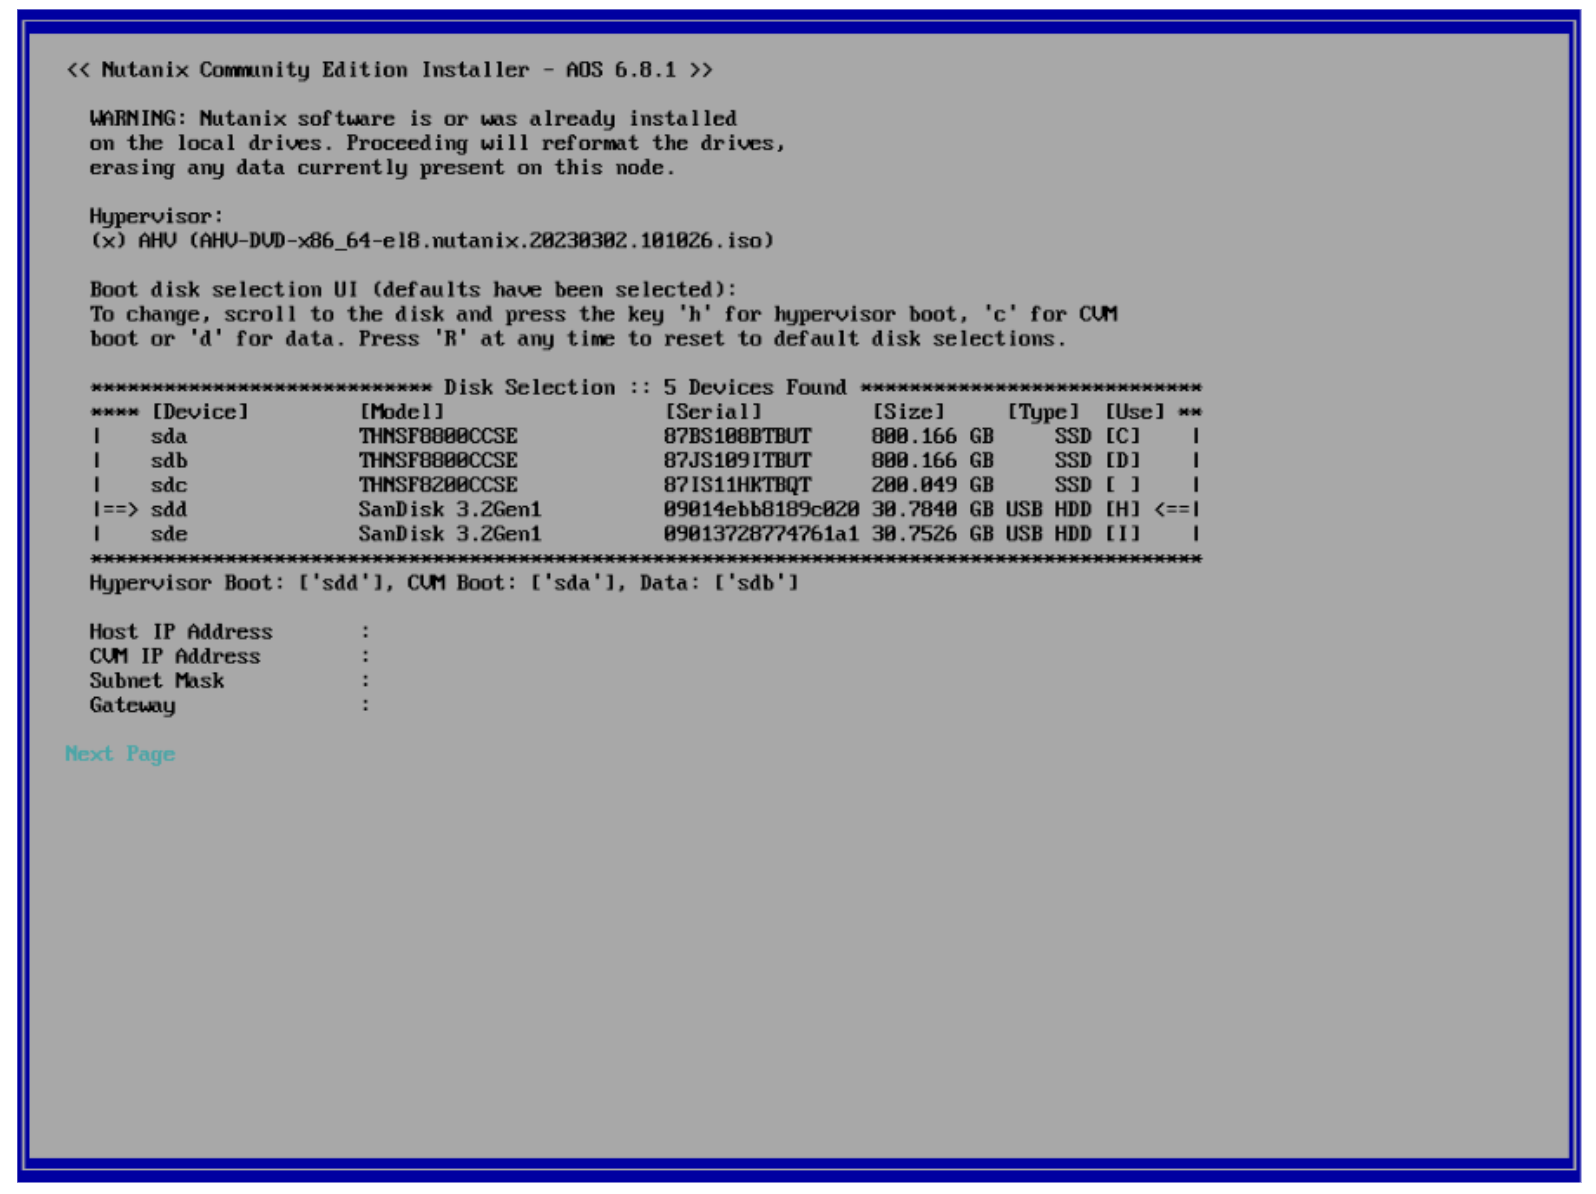 << Nutanix Community Edition Installer - AOS 6.8.1 >>
WARNING: Nutanix software is or was already installed
on the local drives. Proceeding will reformat the drives,
erasing any data currently present on this node.
Hypervisor:
(x) AHV (AHV-DVD-x86_64-el8.nutanix.20230302.101026.iso)
Boot disk selection UI (defaults have been selected):
To change, scroll to the disk and press the key 'h' for hypervisor boot, 'c' for CVM
boot or 'd' for data. Press 'R' at any time to reset to default disk selections.
**************************** Disk Selection :: 5 Devices Found ****************************
**** [Device] [Model] [Serial] [Size] [Type] [Use] **
| sda THNSF8800CCSE 87BS108BTBUT 800.166 GB SSD [C] |
| sdb THNSF8800CCSE 87JS109ITBUT 800.166 GB SSD [D] |
| sdc THNSF8200CCSE 87IS11HKTBQT 200.049 GB SSD [ ] |
|==> sdd SanDisk 3.2Gen1 09014ebb8189c020 30.7840 GB USB HDD [H] <==|
| sde SanDisk 3.2Gen1 090137287747​61a1 30.7526 GB USB HDD [I] |
*******************************************************************************************
Hypervisor Boot: ['sdd'], CVM Boot: ['sda'], Data: ['sdb']
Host IP Address :
CVM IP Address :
Subnet Mask :
Gateway :
Next Page